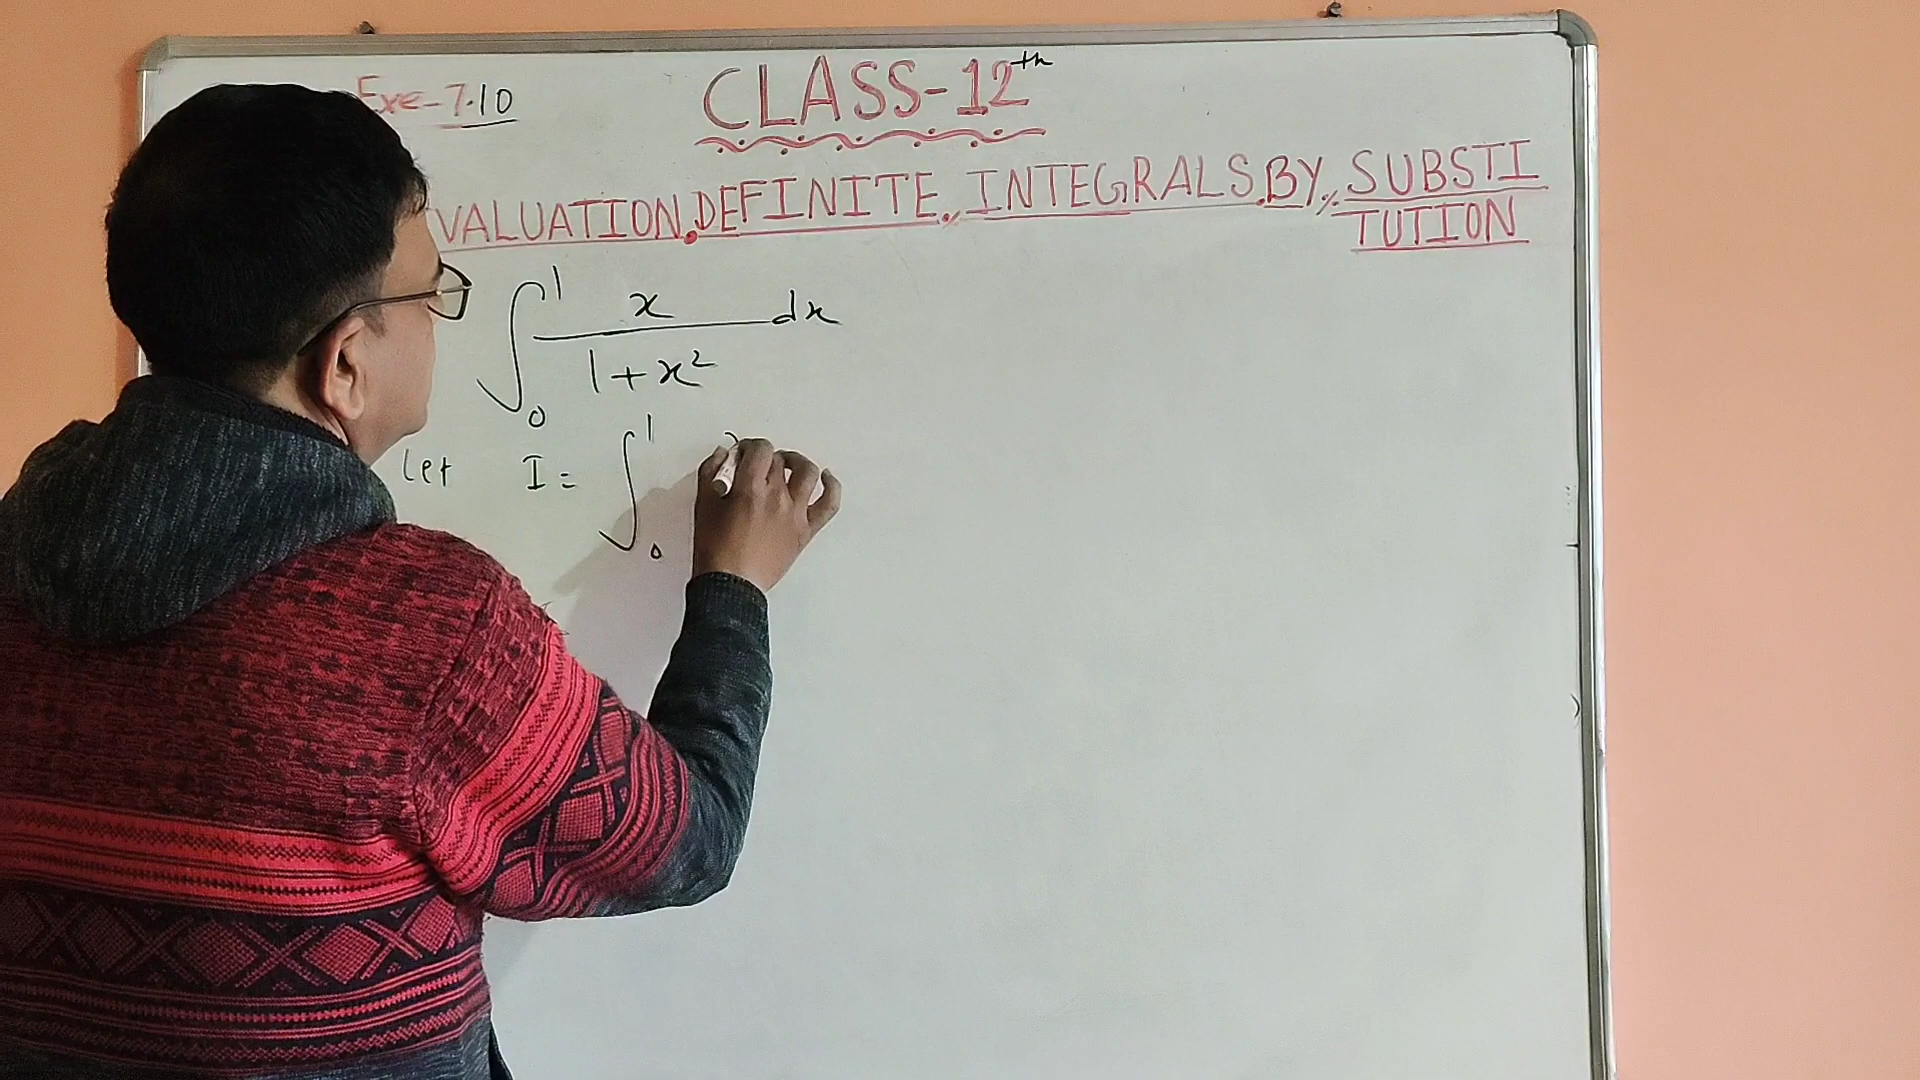 Exe-7.10
CLASS-12th
VALUATION DEFINITE INTEGRALS BY SUBSTI
TUTION
∫₀¹ x/(1+x²) dx
Let I = ∫₀¹